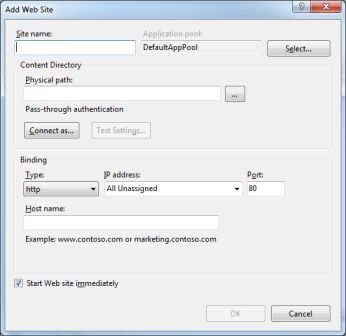 Add Web Site
Site name: Application pool:
DefaultAppPool Select...
Content Directory
Physical path:
...
Pass-through authentication
Connect as... Test Settings...
Binding
Type: IP address: Port:
http All Unassigned 80
Host name:
Example: www.contoso.com or marketing.contoso.com
Start Web site immediately
OK Cancel